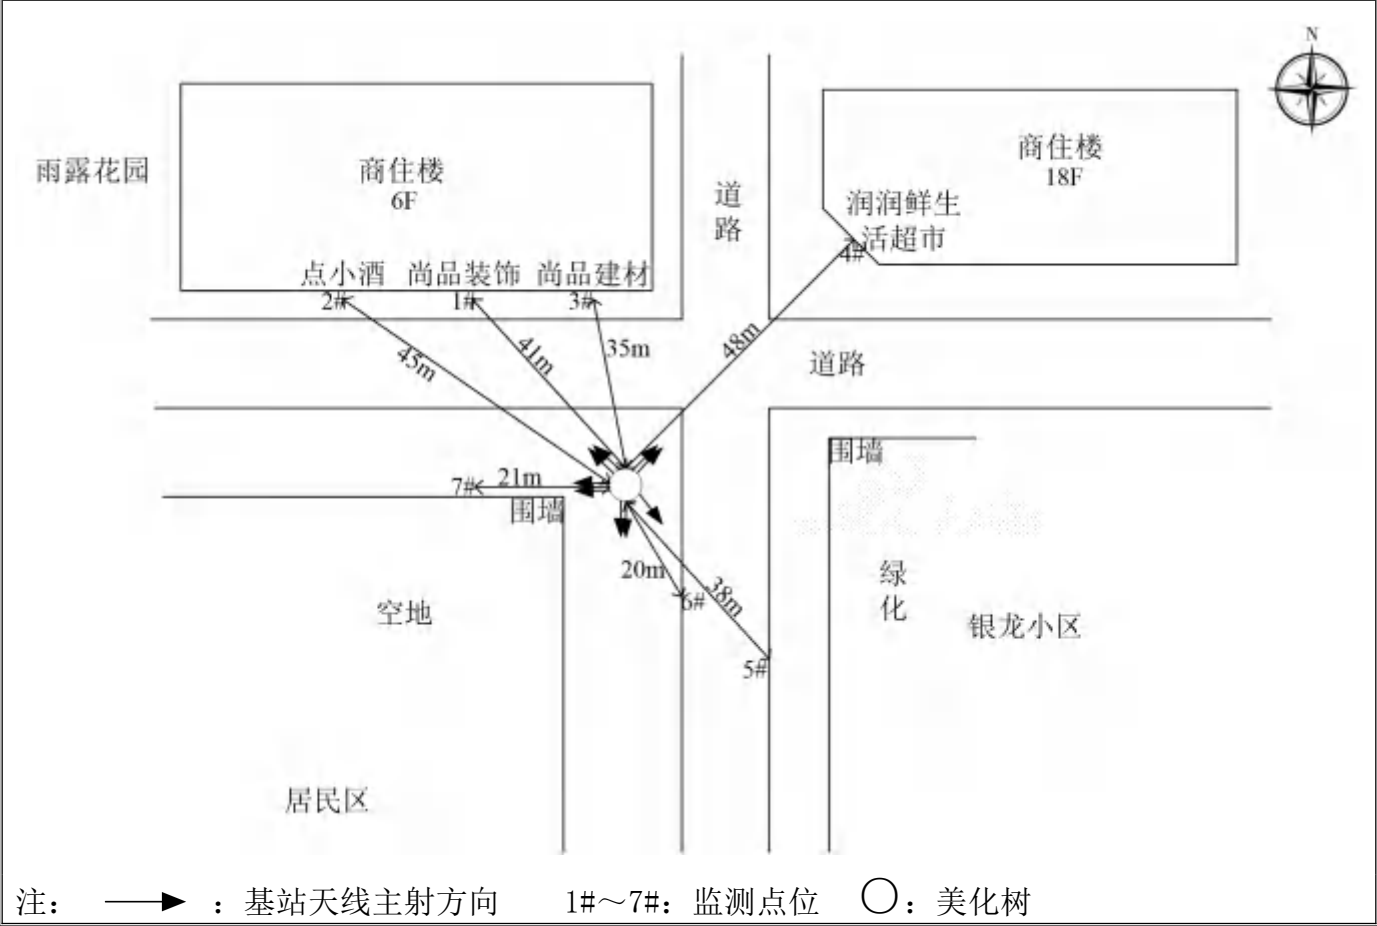 N
雨露花园
商住楼
6F
道
路
商住楼
18F
润润鲜生
活超市
4#
点小酒
尚品装饰
尚品建材
2#
1#
3#
45m
41m
35m
48m
道路
围墙
7#
21m
围墙
20m
38m
6#
5#
空地
绿
化
银龙小区
居民区
注： ：基站天线主射方向 1#～7#：监测点位 ：美化树